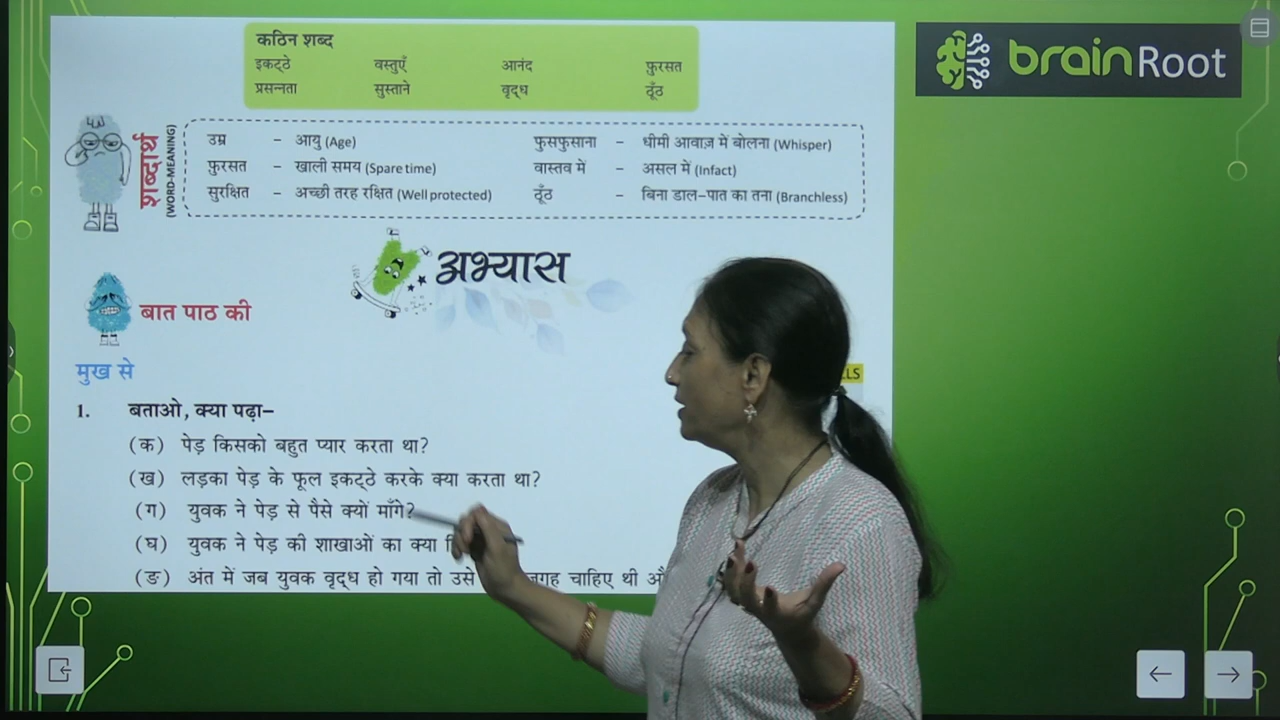 कठिन शब्द
इकट्ठे वस्तुएँ आनंद फ़ुरसत
प्रसन्नता सुस्ताने वृद्ध ठूँठ
brainRoot
शब्दार्थ
(WORD-MEANING)
उम्र – आयु (Age) फुसफुसाना – धीमी आवाज़ में बोलना (Whisper)
फ़ुरसत – खाली समय (Spare time) वास्तव में – असल में (Infact)
सुरक्षित – अच्छी तरह रक्षित (Well protected) ठूँठ – बिना डाल-पात का तना (Branchless)
अभ्यास
बात पाठ की
मुख से
1. बताओ, क्या पढ़ा–
(क) पेड़ किसको बहुत प्यार करता था?
(ख) लड़का पेड़ के फूल इकट्ठे करके क्या करता था?
(ग) युवक ने पेड़ से पैसे क्यों माँगे?
(घ) युवक ने पेड़ की शाखाओं का क्या
(ङ) अंत में जब युवक वृद्ध हो गया तो उसे जगह चाहिए थी